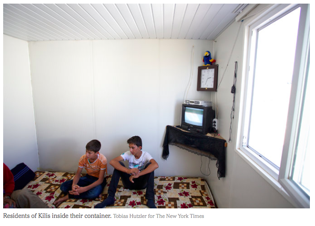 Residents of Kilis inside their container. Tobias Hutzler for The New York Times